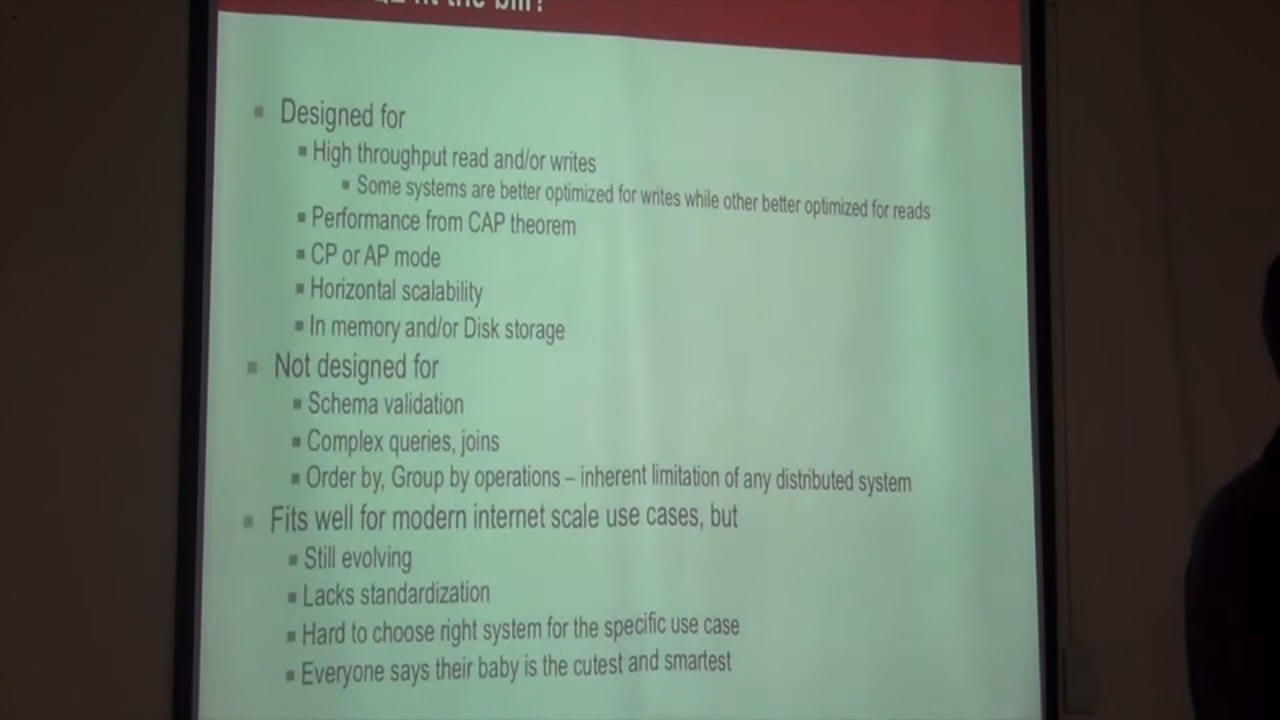 fit the bill?
Designed for
High throughput read and/or writes
Some systems are better optimized for writes while other better optimized for reads
Performance from CAP theorem
CP or AP mode
Horizontal scalability
In memory and/or Disk storage
Not designed for
Schema validation
Complex queries, joins
Order by, Group by operations – inherent limitation of any distributed system
Fits well for modern internet scale use cases, but
Still evolving
Lacks standardization
Hard to choose right system for the specific use case
Everyone says their baby is the cutest and smartest